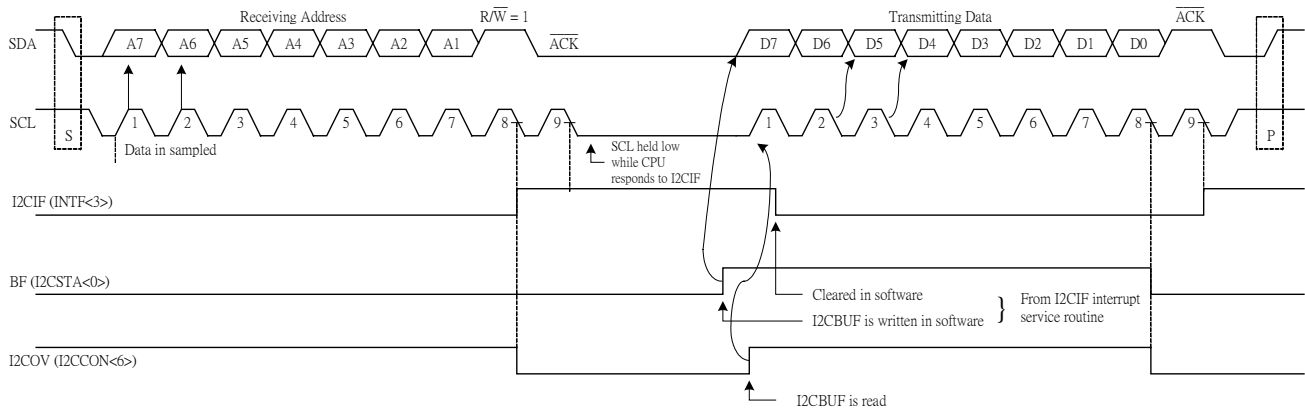 Receiving Address
R/W = 1
Transmitting Data
ACK
SDA
A7 A6 A5 A4 A3 A2 A1
ACK
D7 D6 D5 D4 D3 D2 D1 D0
SCL
S
1 2 3 4 5 6 7 8 9
1 2 3 4 5 6 7 8 9
P
Data in sampled
SCL held low
while CPU
responds to I2CIF
I2CIF (INTF<3>)
BF (I2CSTA<0>)
Cleared in software
I2CBUF is written in software
} From I2CIF interrupt
service routine
I2COV (I2CCON<6>)
I2CBUF is read